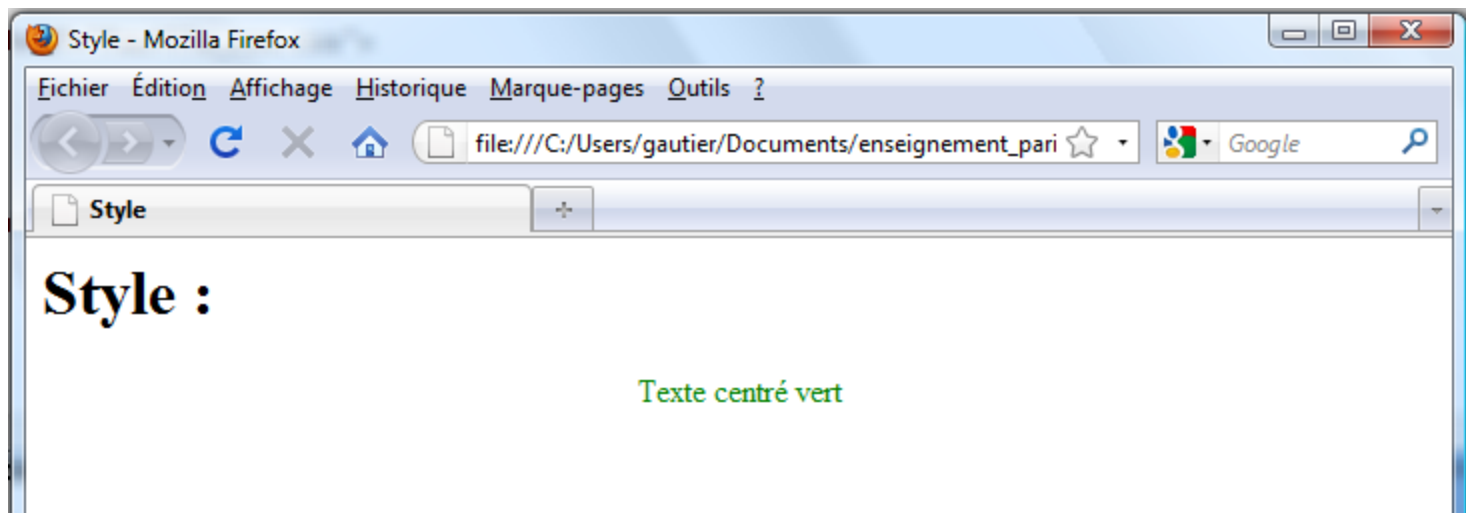 Style - Mozilla Firefox
Fichier Édition Affichage Historique Marque-pages Outils ?
file:///C:/Users/gautier/Documents/enseignement_pari Google
Style
Style :
Texte centré vert